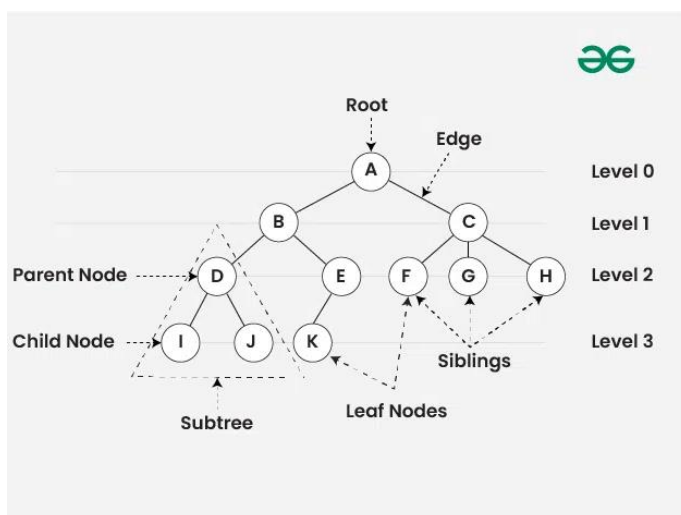 Root
Edge
A
Level 0
B
C
Level 1
Parent Node
D
E
F
G
H
Level 2
Child Node
I
J
K
Level 3
Siblings
Leaf Nodes
Subtree